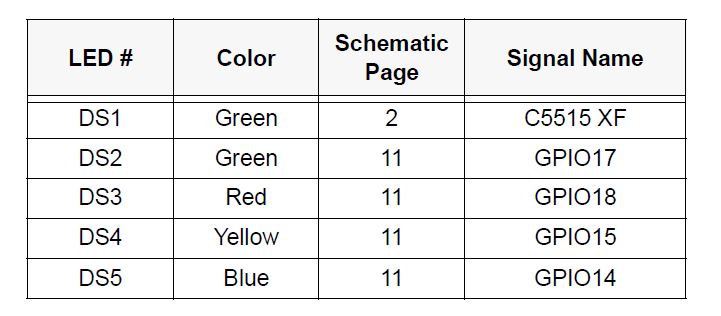 LED # Color Schematic Page Signal Name
DS1 Green 2 C5515 XF
DS2 Green 11 GPIO17
DS3 Red 11 GPIO18
DS4 Yellow 11 GPIO15
DS5 Blue 11 GPIO14